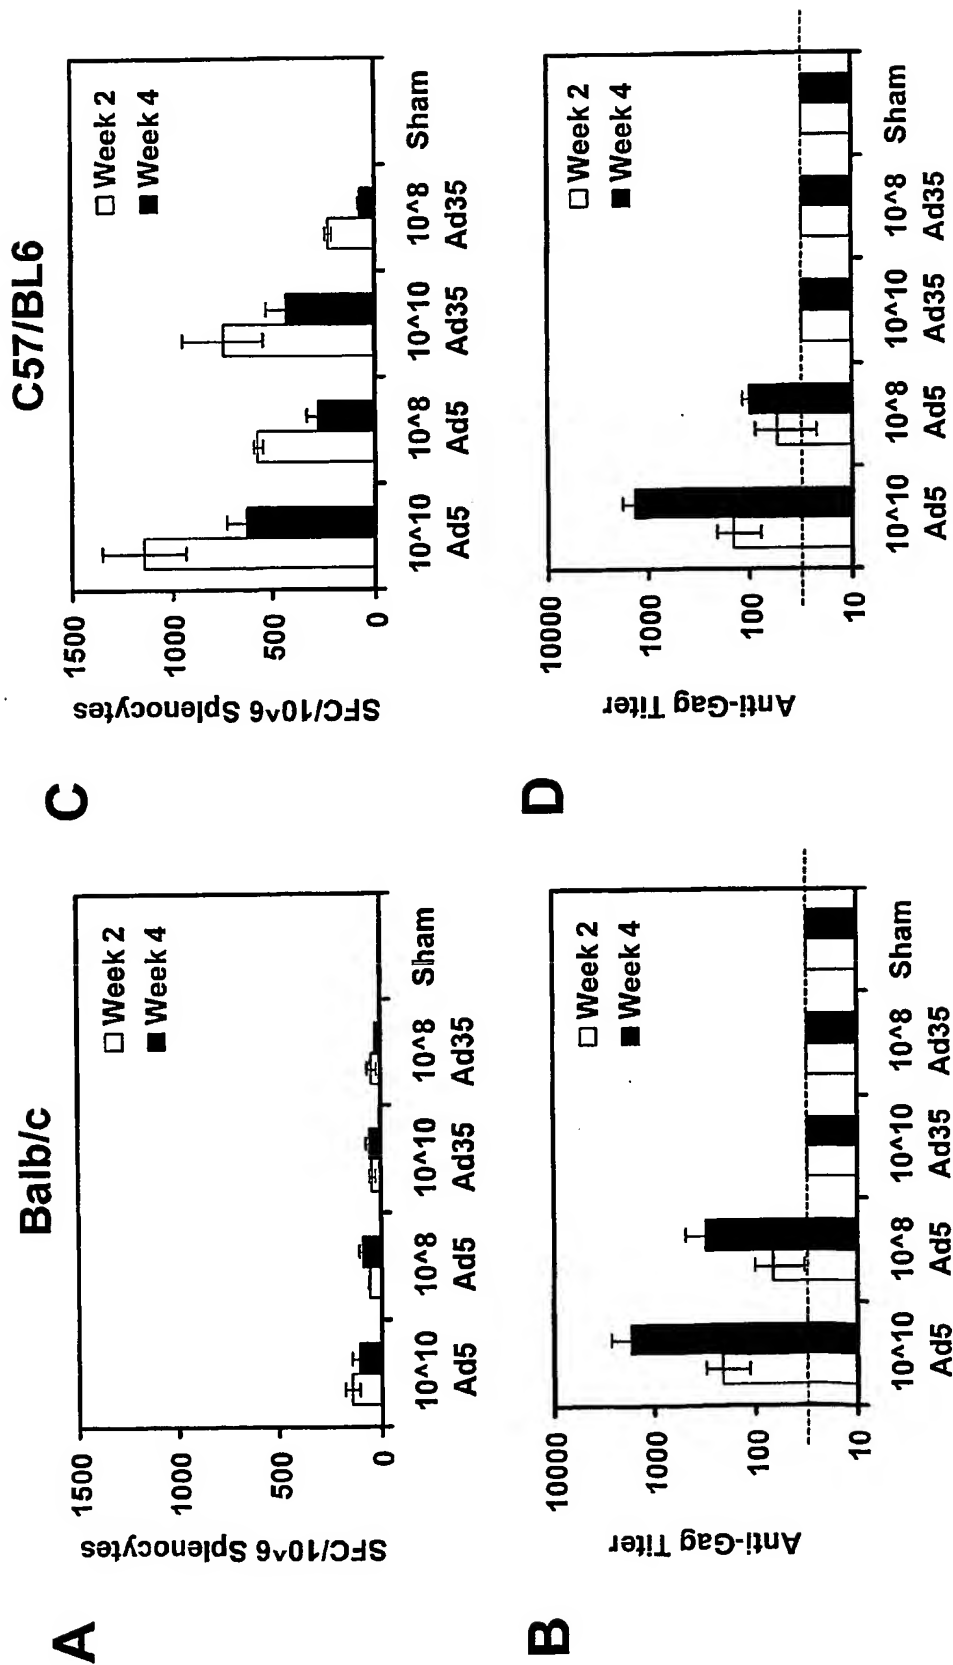 Balb/c
C57/BL6
A
SFC/10^6 Splenocytes
1500
1000
500
0
Week 2
Week 4
10^10 10^8 10^10 10^8 Sham
Ad5 Ad5 Ad35 Ad35
C
SFC/10^6 Splenocytes
1500
1000
500
0
Week 2
Week 4
10^10 10^8 10^10 10^8 Sham
Ad5 Ad5 Ad35 Ad35
B
Anti-Gag Titer
10000
1000
100
10
Week 2
Week 4
10^10 10^8 10^10 10^8 Sham
Ad5 Ad5 Ad35 Ad35
D
Anti-Gag Titer
10000
1000
100
10
Week 2
Week 4
10^10 10^8 10^10 10^8 Sham
Ad5 Ad5 Ad35 Ad35